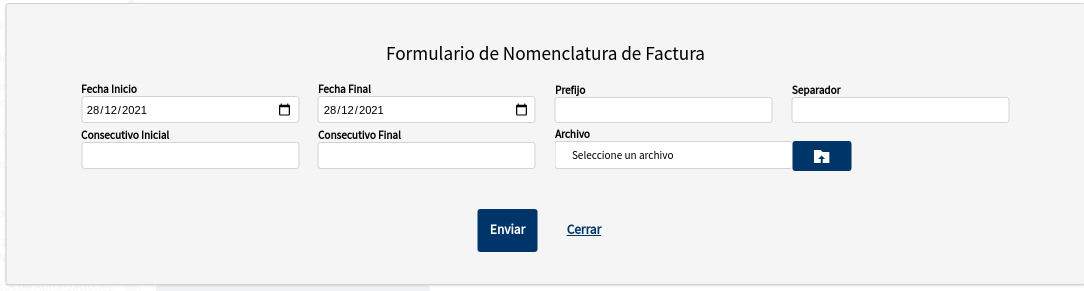 Formulario de Nomenclatura de Factura
Fecha Inicio Fecha Final Prefijo Separador
28/12/2021 28/12/2021
Consecutivo Inicial Consecutivo Final Archivo
Seleccione un archivo
Enviar Cerrar